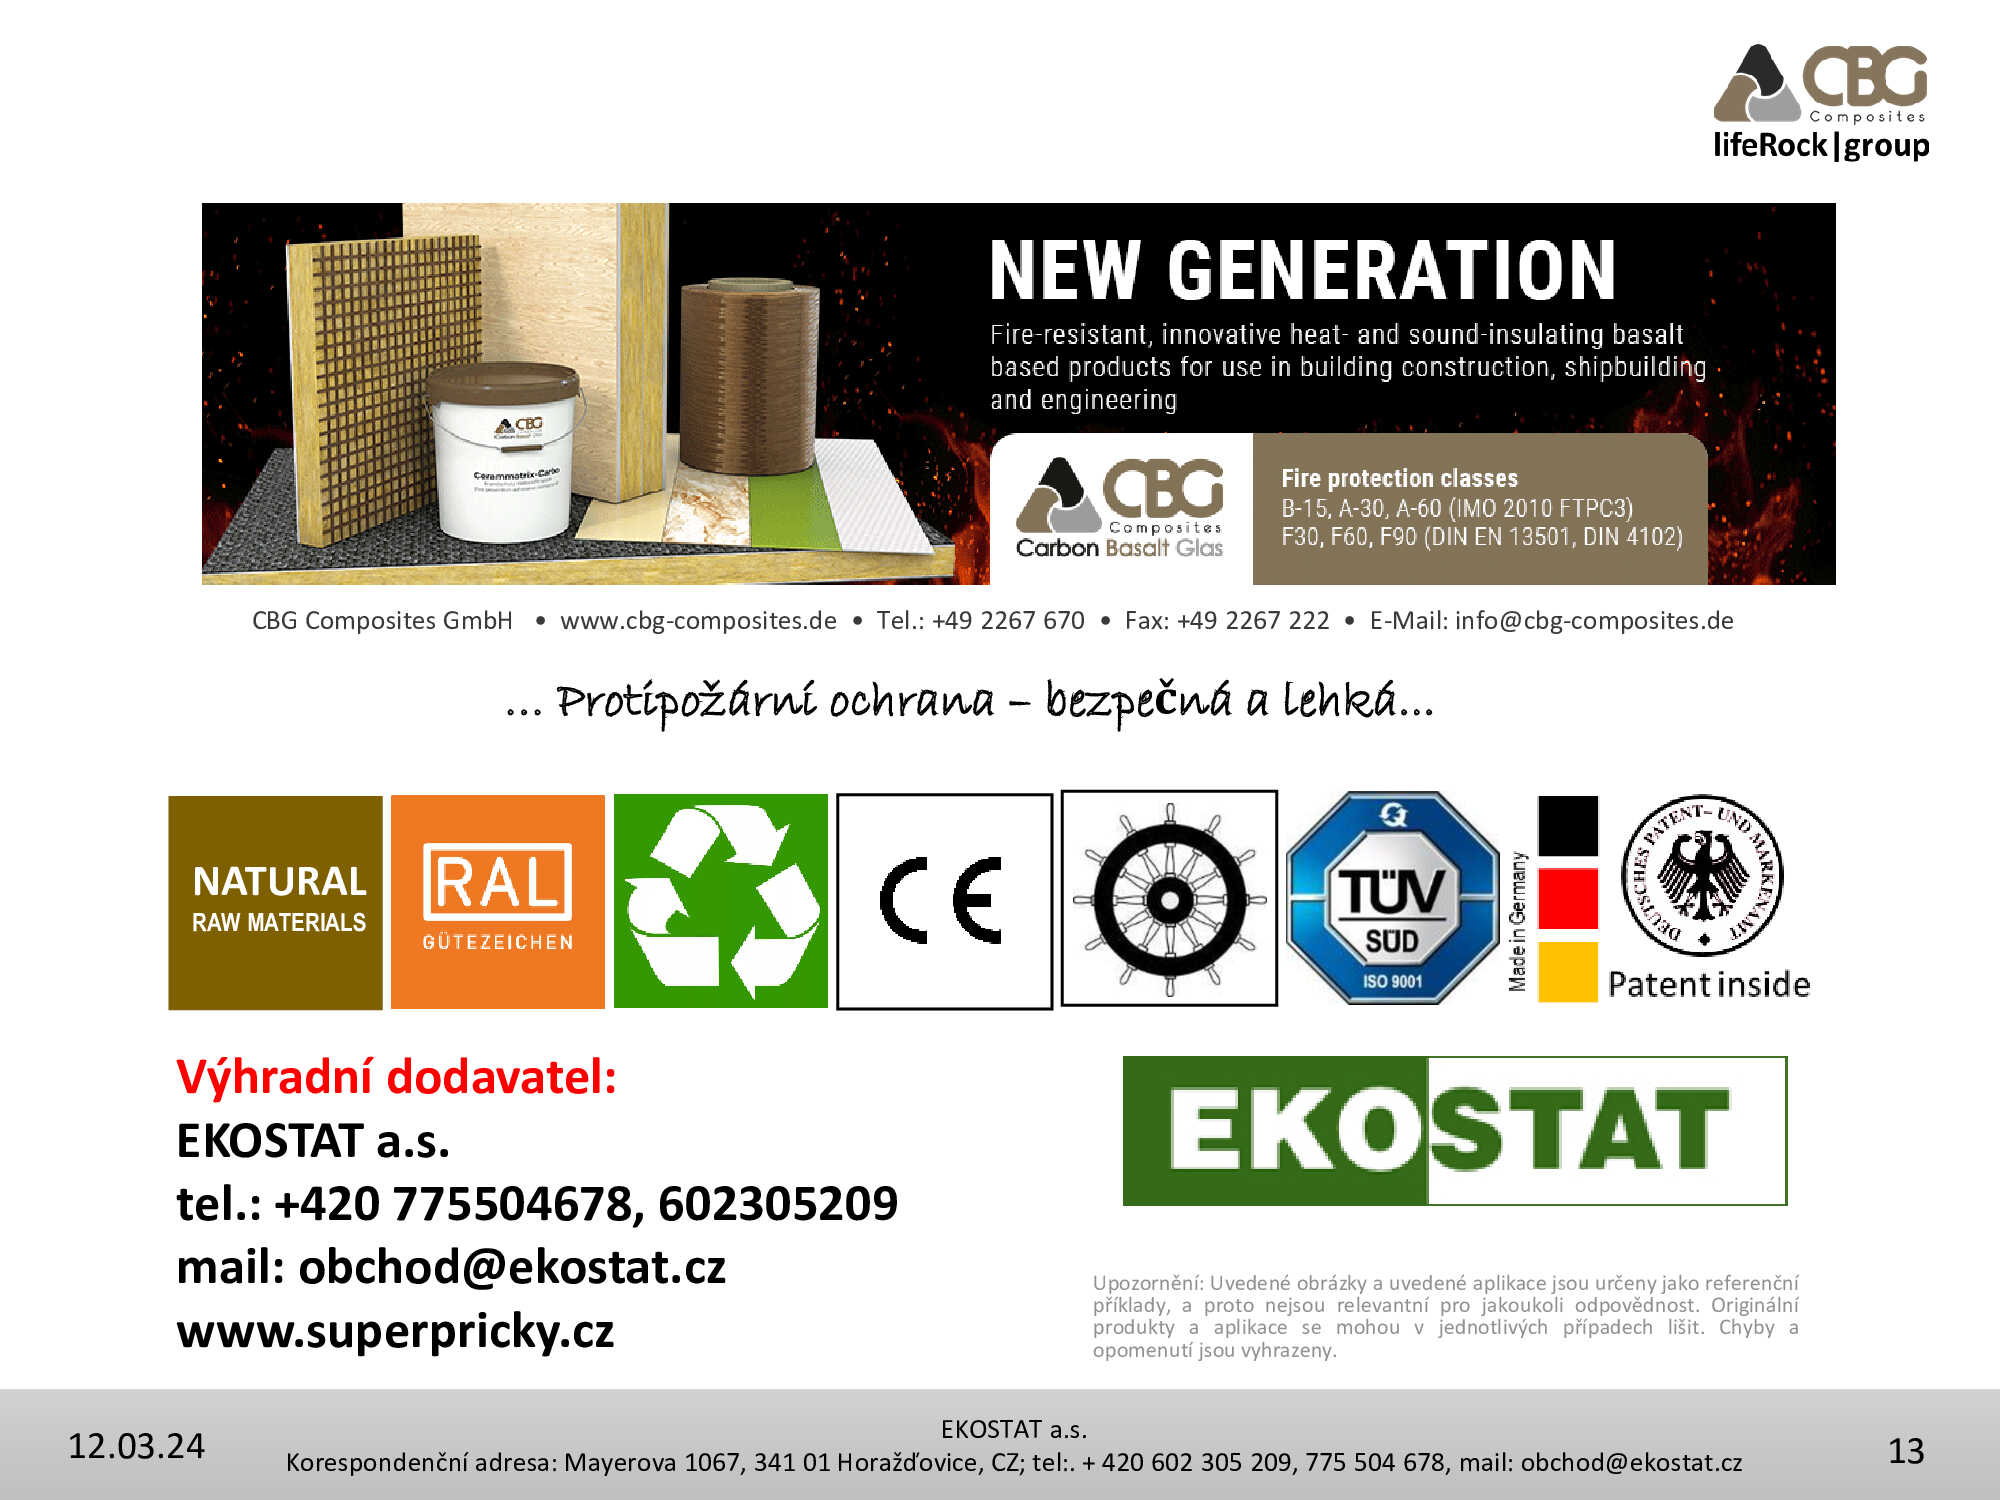 CBG
Composites
lifeRock|group
NEW GENERATION
Fire-resistant, innovative heat- and sound-insulating basalt
based products for use in building construction, shipbuilding
and engineering
CBG
Cerammatrix-Carbo
CBG
Composites
Carbon Basalt Glas
Fire protection classes
B-15, A-30, A-60 (IMO 2010 FTPC3)
F30, F60, F90 (DIN EN 13501, DIN 4102)
CBG Composites GmbH • www.cbg-composites.de • Tel.: +49 2267 670 • Fax: +49 2267 222 • E-Mail: info@cbg-composites.de
... Protipožární ochrana – bezpečná a lehká...
NATURAL
RAW MATERIALS
RAL
GÜTEZEICHEN
CE
TÜV
SÜD
ISO 9001
Made in Germany
DEUTSCHES PATENT- UND MARKENAMT
Patent inside
Výhradní dodavatel:
EKOSTAT a.s.
tel.: +420 775504678, 602305209
mail: obchod@ekostat.cz
www.superpricky.cz
EKOSTAT
Upozornění: Uvedené obrázky a uvedené aplikace jsou určeny jako referenční
příklady, a proto nejsou relevantní pro jakoukoli odpovědnost. Originální
produkty a aplikace se mohou v jednotlivých případech lišit. Chyby a
opomenutí jsou vyhrazeny.
12.03.24
EKOSTAT a.s.
Korespondenční adresa: Mayerova 1067, 341 01 Horažďovice, CZ; tel:. + 420 602 305 209, 775 504 678, mail: obchod@ekostat.cz
13